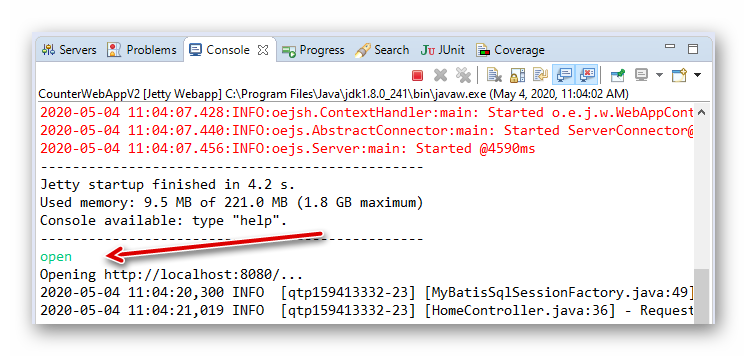 Servers Problems Console Progress Search JUnit Coverage
CounterWebAppV2 [Jetty Webapp] C:\Program Files\Java\jdk1.8.0_241\bin\javaw.exe (May 4, 2020, 11:04:02 AM)
2020-05-04 11:04:07.428:INFO:oejsh.ContextHandler:main: Started o.e.j.w.WebAppCont
2020-05-04 11:04:07.440:INFO:oejs.AbstractConnector:main: Started ServerConnector@
2020-05-04 11:04:07.456:INFO:oejs.Server:main: Started @4590ms
-----------------------------------------------
Jetty startup finished in 4.2 s.
Used memory: 9.5 MB of 221.0 MB (1.8 GB maximum)
Console available: type "help".
-----------------------------------------------
open
Opening http://localhost:8080/...
2020-05-04 11:04:20,300 INFO  [qtp159413332-23] [MyBatisSqlSessionFactory.java:49]
2020-05-04 11:04:21,019 INFO  [qtp159413332-23] [HomeController.java:36] - Request